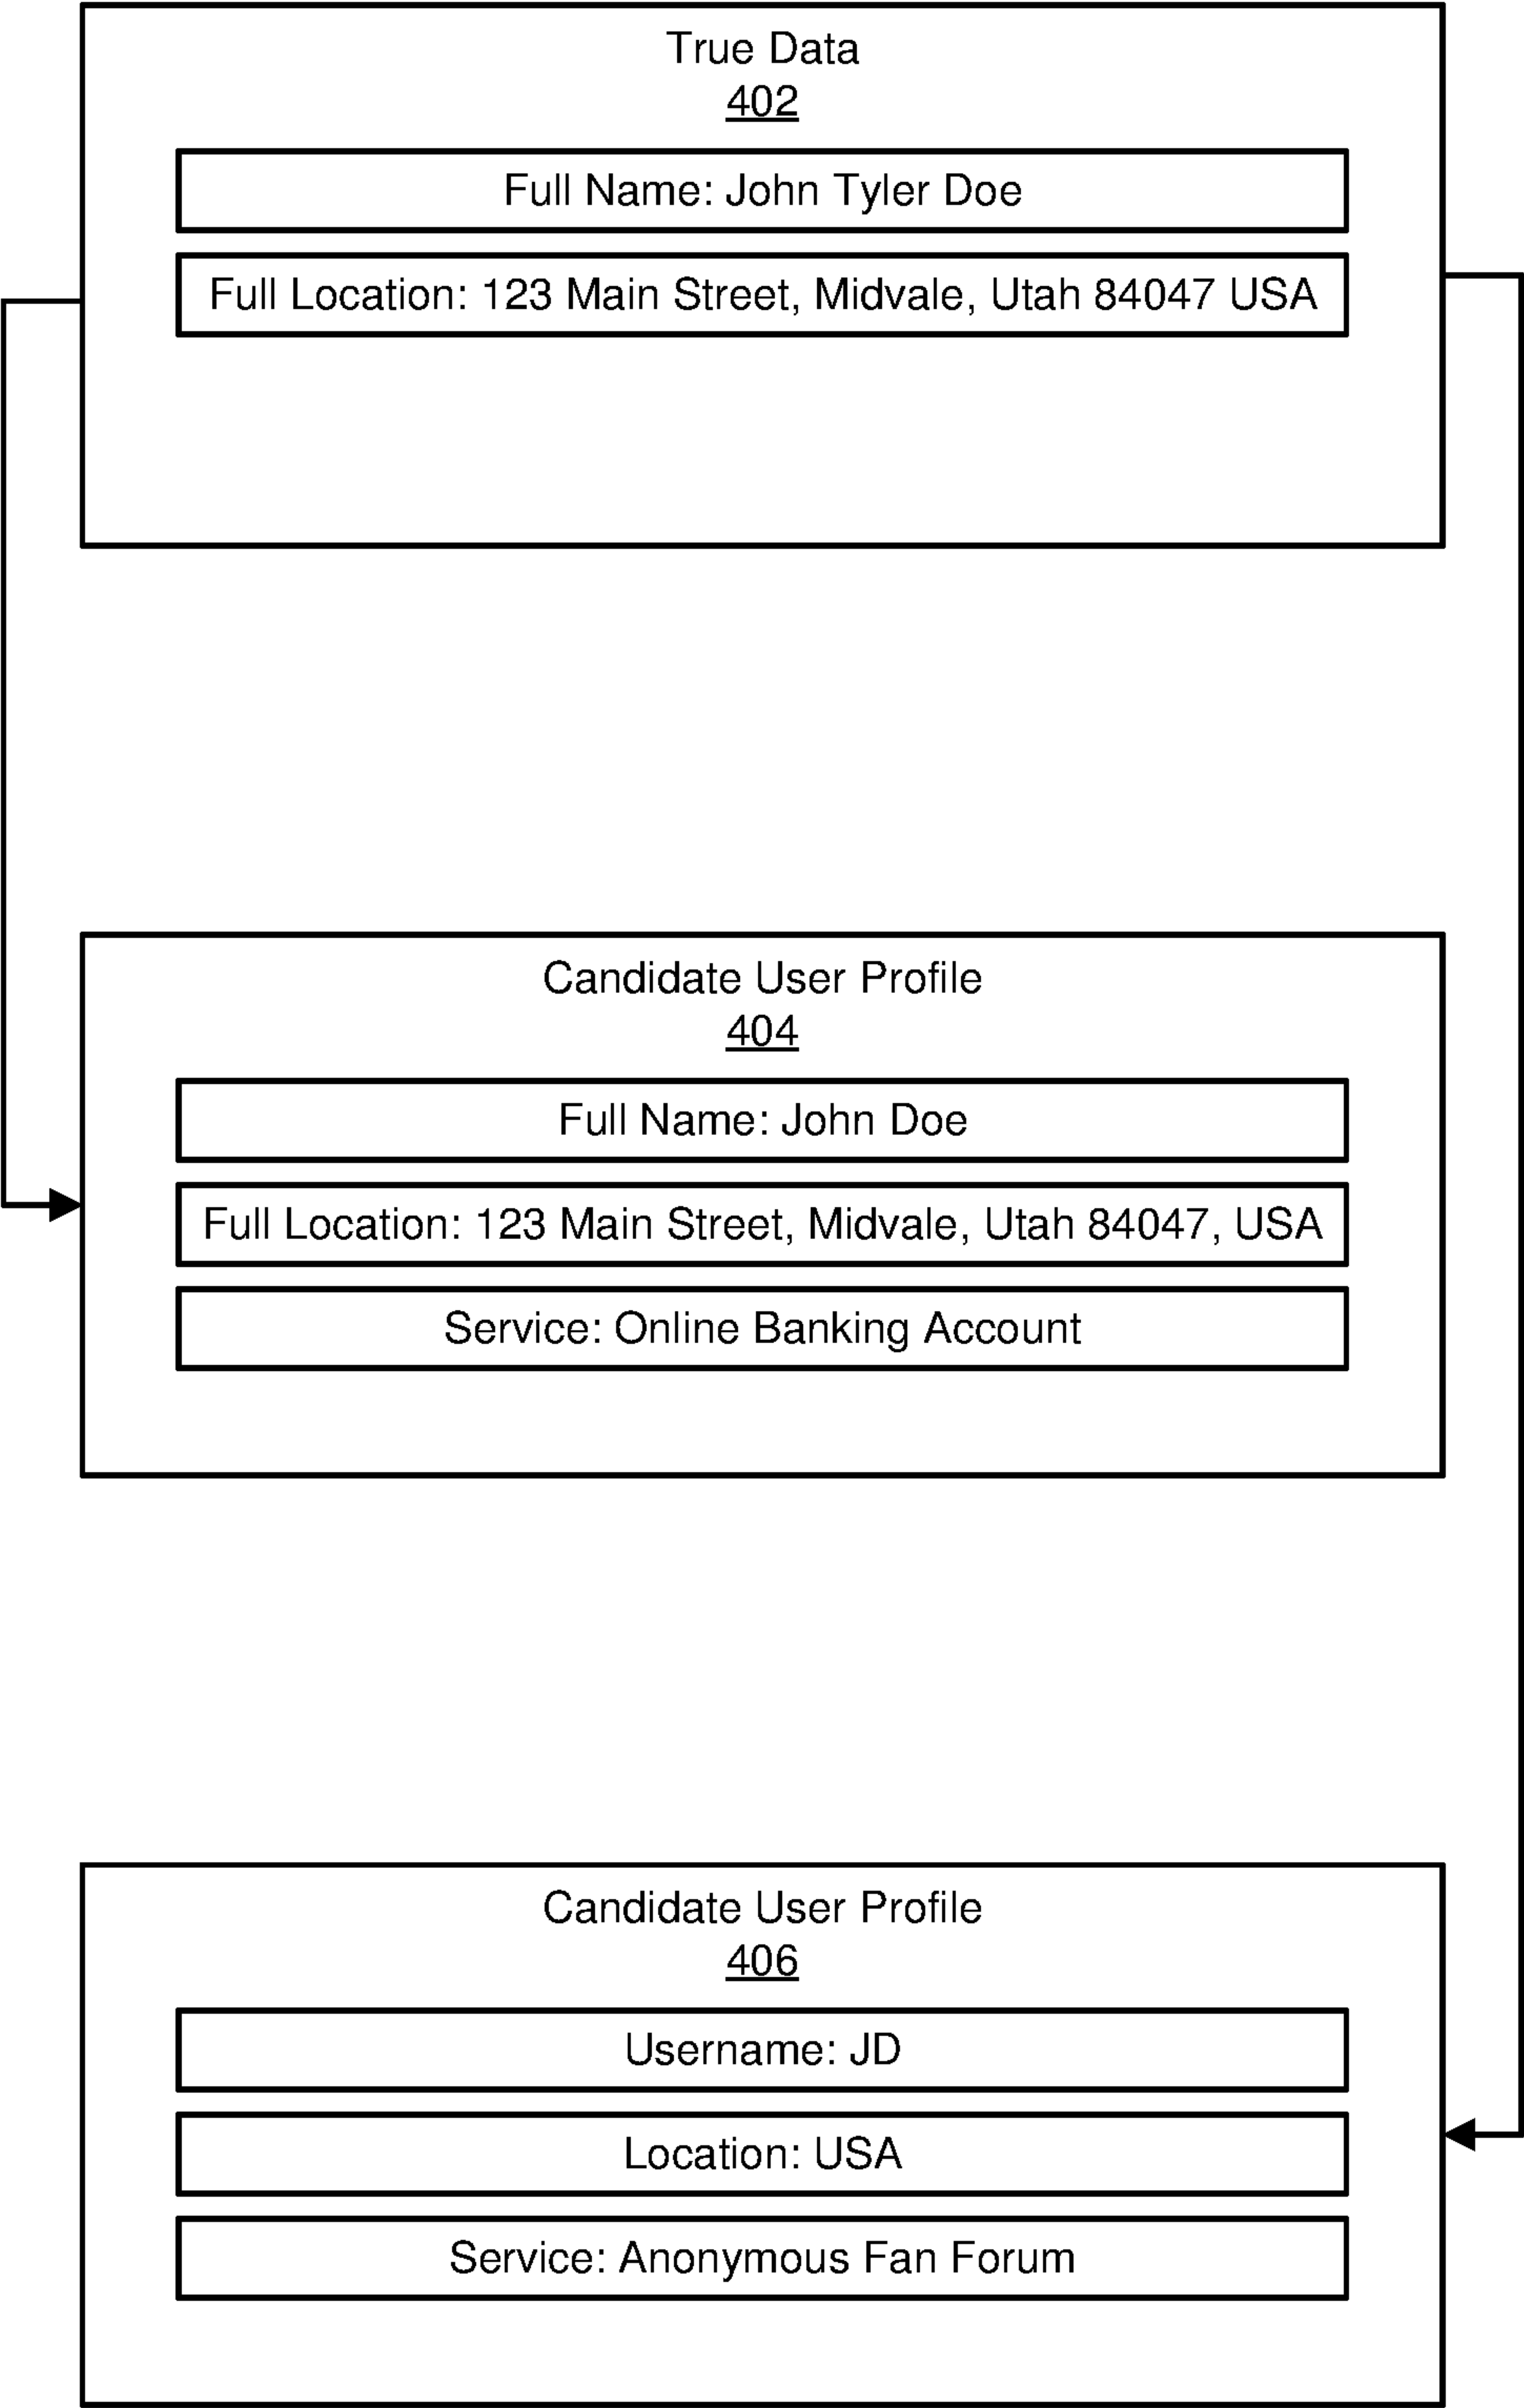 True Data
402
Full Name: John Tyler Doe
Full Location: 123 Main Street, Midvale, Utah 84047 USA
Candidate User Profile
404
Full Name: John Doe
Full Location: 123 Main Street, Midvale, Utah 84047, USA
Service: Online Banking Account
Candidate User Profile
406
Username: JD
Location: USA
Service: Anonymous Fan Forum